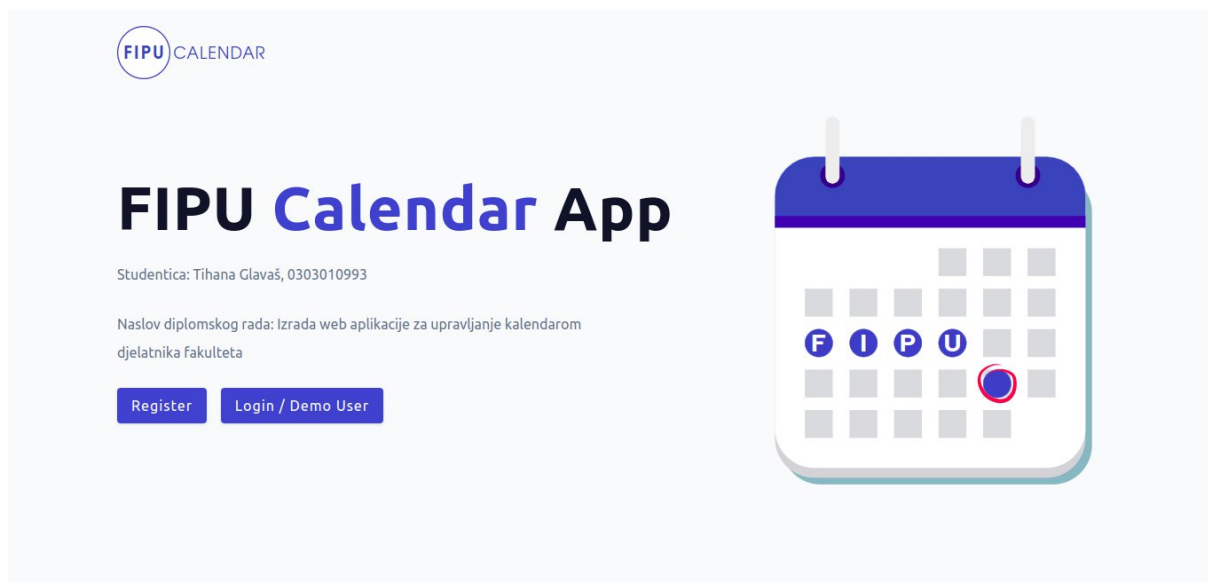 FIPU CALENDAR
FIPU Calendar App
Studentica: Tihana Glavaš, 0303010993
Naslov diplomskog rada: Izrada web aplikacije za upravljanje kalendarom
djelatnika fakulteta
Register
Login / Demo User
F I P U